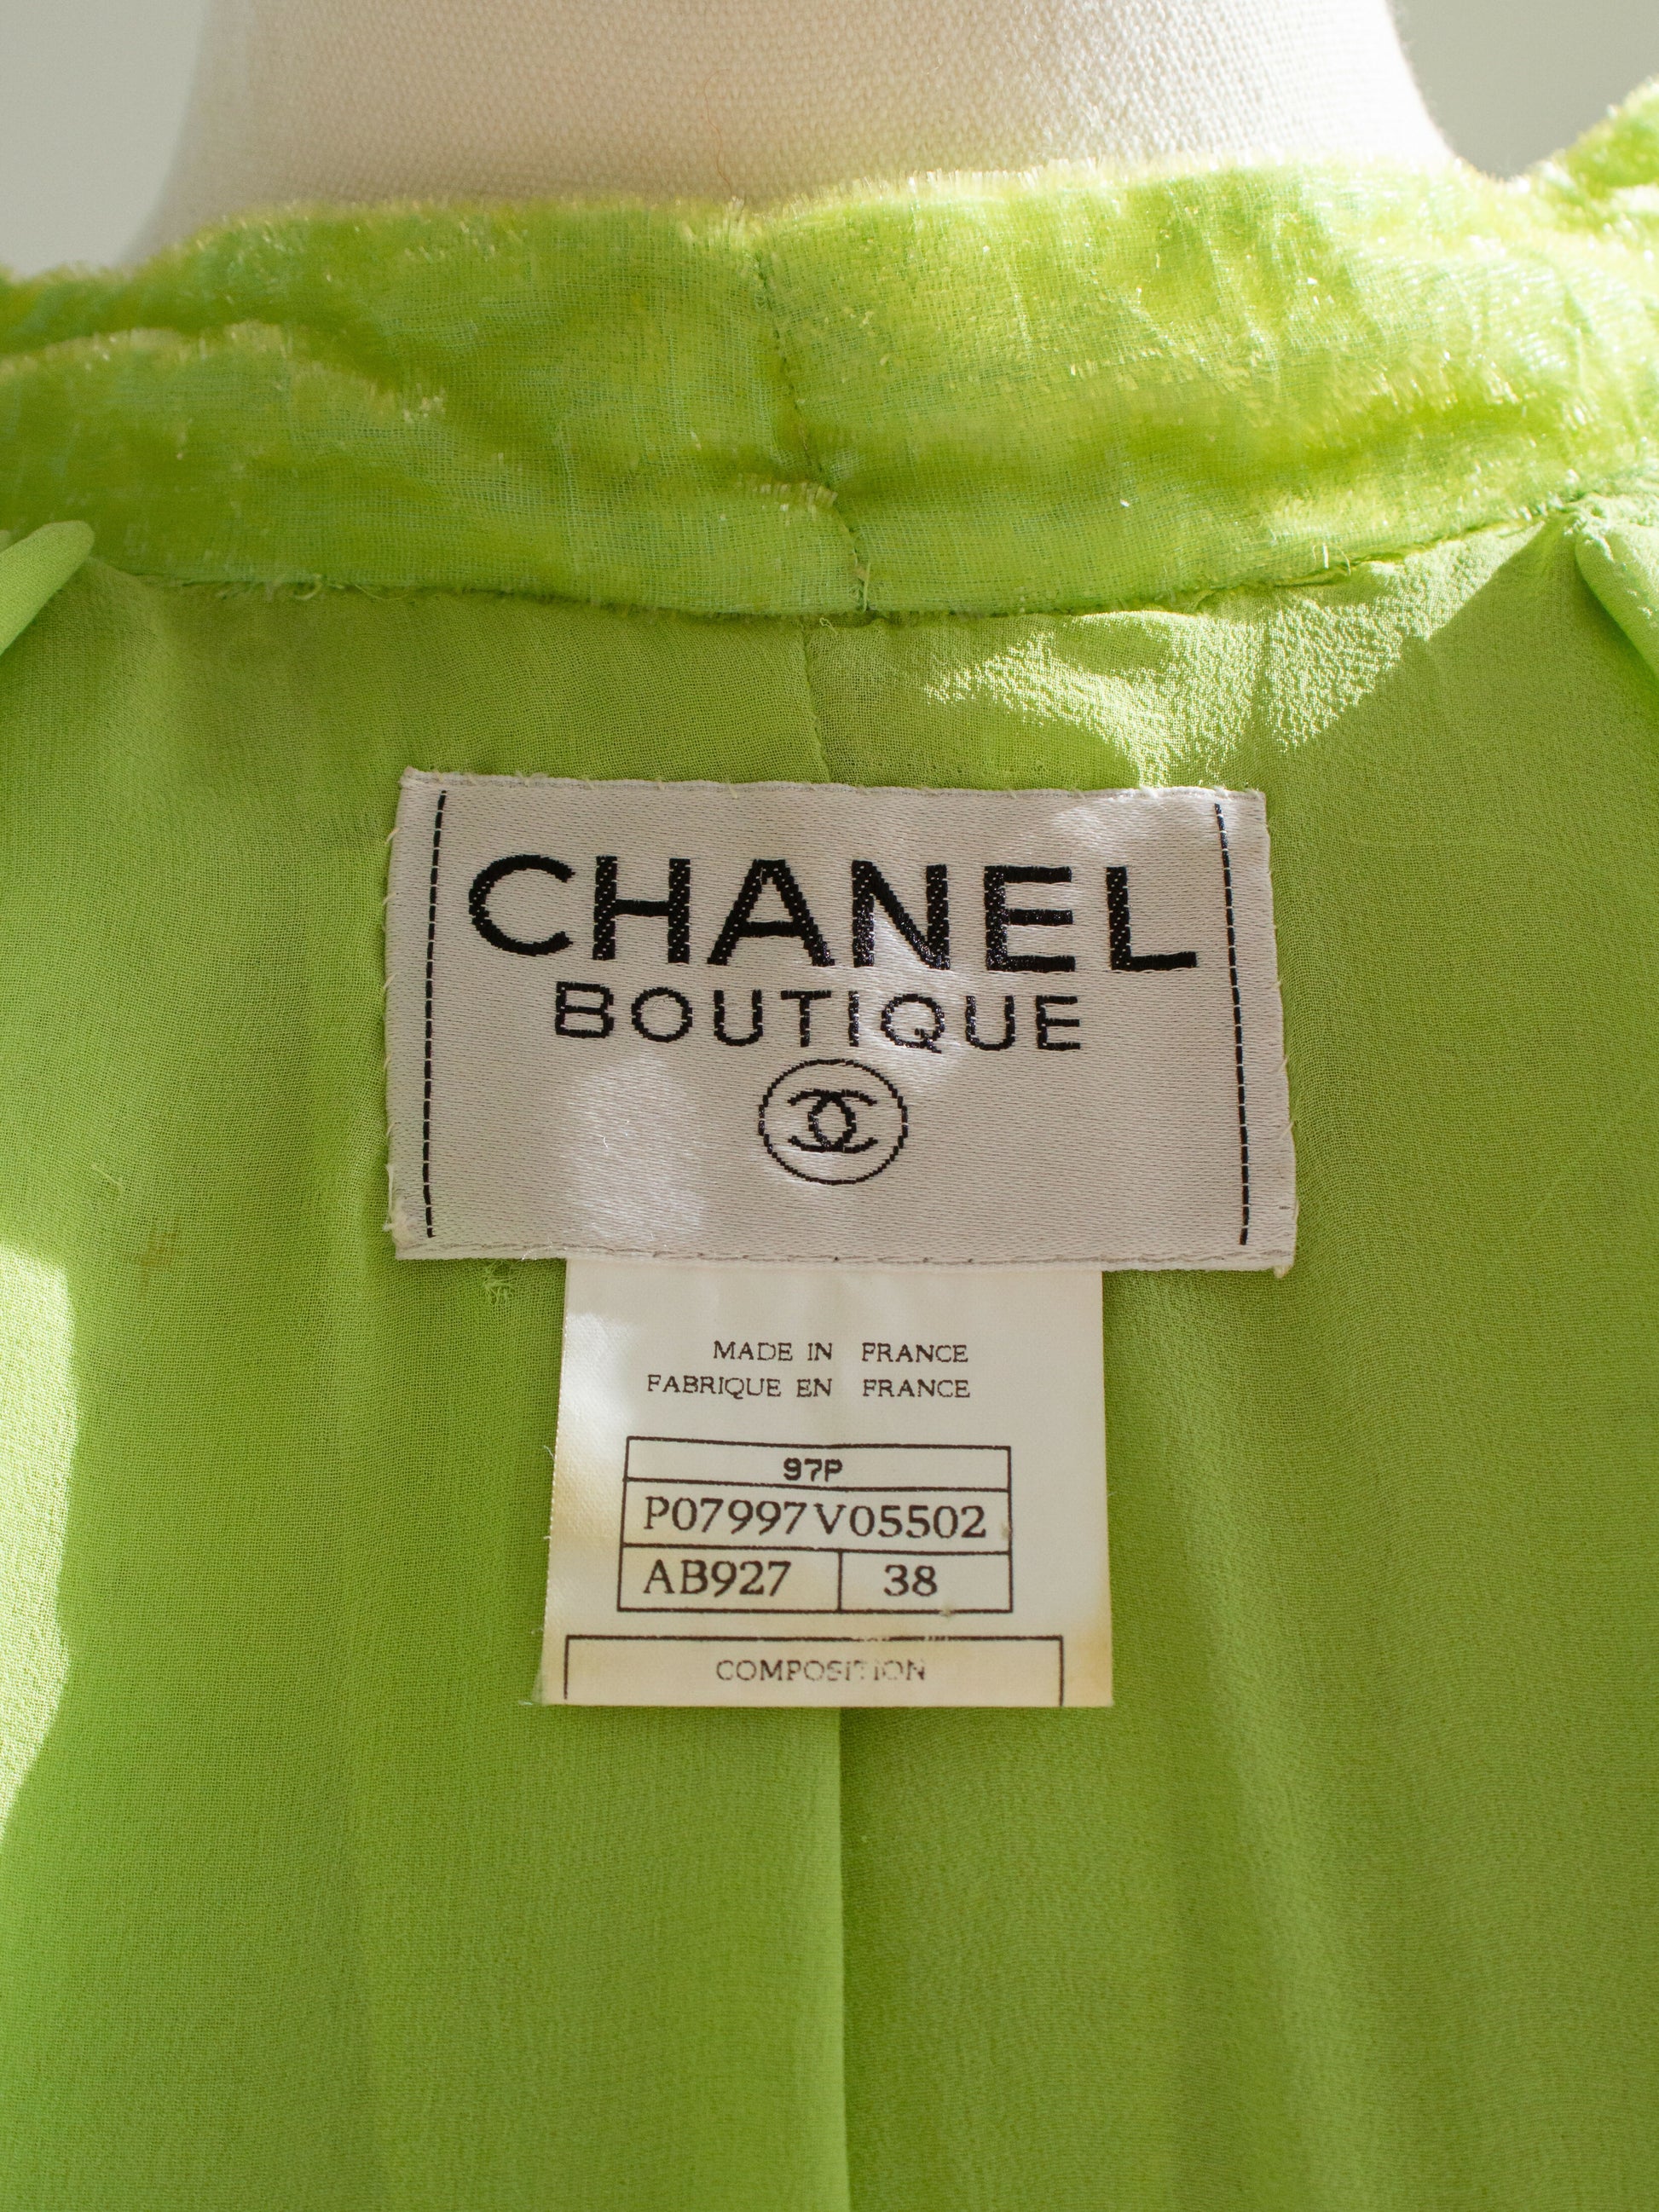 CHANEL
BOUTIQUE
MADE IN FRANCE
FABRIQUE EN FRANCE
97P
P07997V05502
AB927 38
COMPOSITION